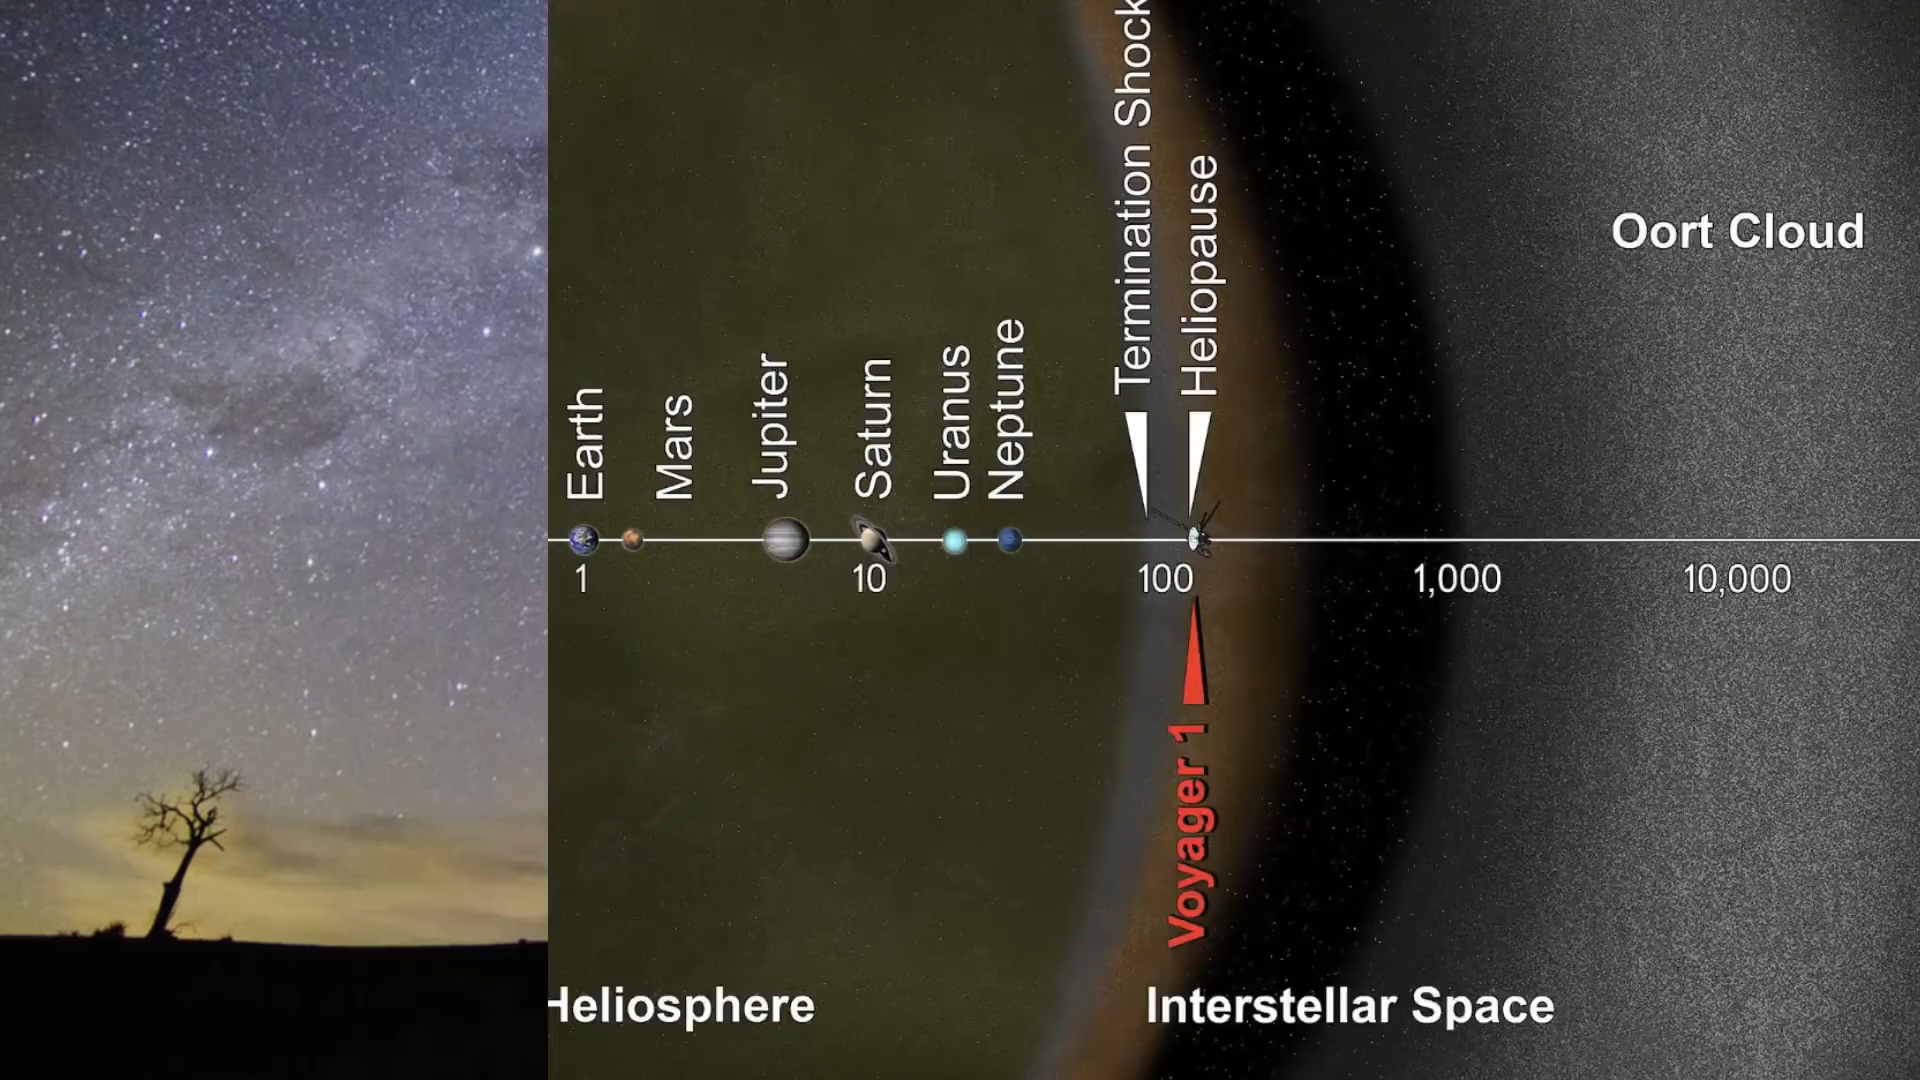 Termination Shock
Heliopause
Oort Cloud
Earth
Mars
Jupiter
Saturn
Uranus
Neptune
1
10
100
1,000
10,000
Voyager 1
Heliosphere
Interstellar Space